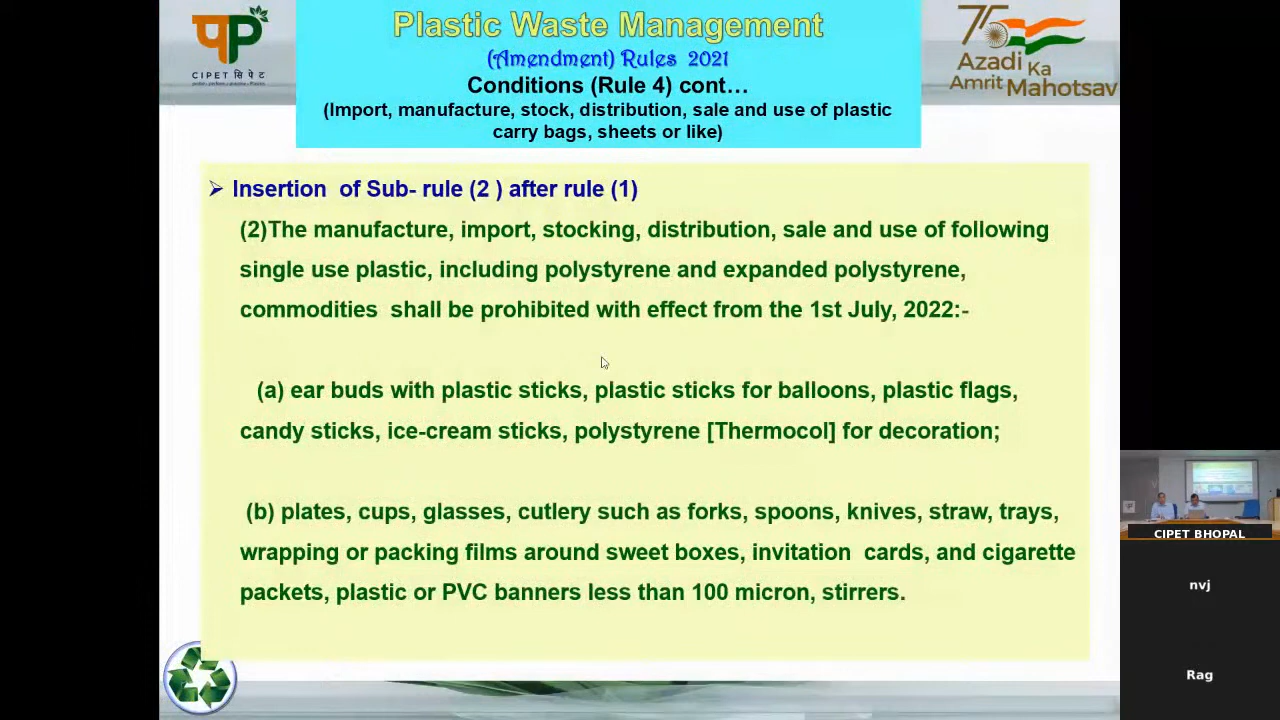 Plastic Waste Management
(Amendment) Rules 2021
Conditions (Rule 4) cont...
(Import, manufacture, stock, distribution, sale and use of plastic
carry bags, sheets or like)
CIPET सिपेट
75
Azadi Ka
Amrit Mahotsav
➢ Insertion of Sub- rule (2 ) after rule (1)
(2)The manufacture, import, stocking, distribution, sale and use of following
single use plastic, including polystyrene and expanded polystyrene,
commodities shall be prohibited with effect from the 1st July, 2022:-
(a) ear buds with plastic sticks, plastic sticks for balloons, plastic flags,
candy sticks, ice-cream sticks, polystyrene [Thermocol] for decoration;
(b) plates, cups, glasses, cutlery such as forks, spoons, knives, straw, trays,
wrapping or packing films around sweet boxes, invitation cards, and cigarette
packets, plastic or PVC banners less than 100 micron, stirrers.
CIPET BHOPAL
nvj
Rag